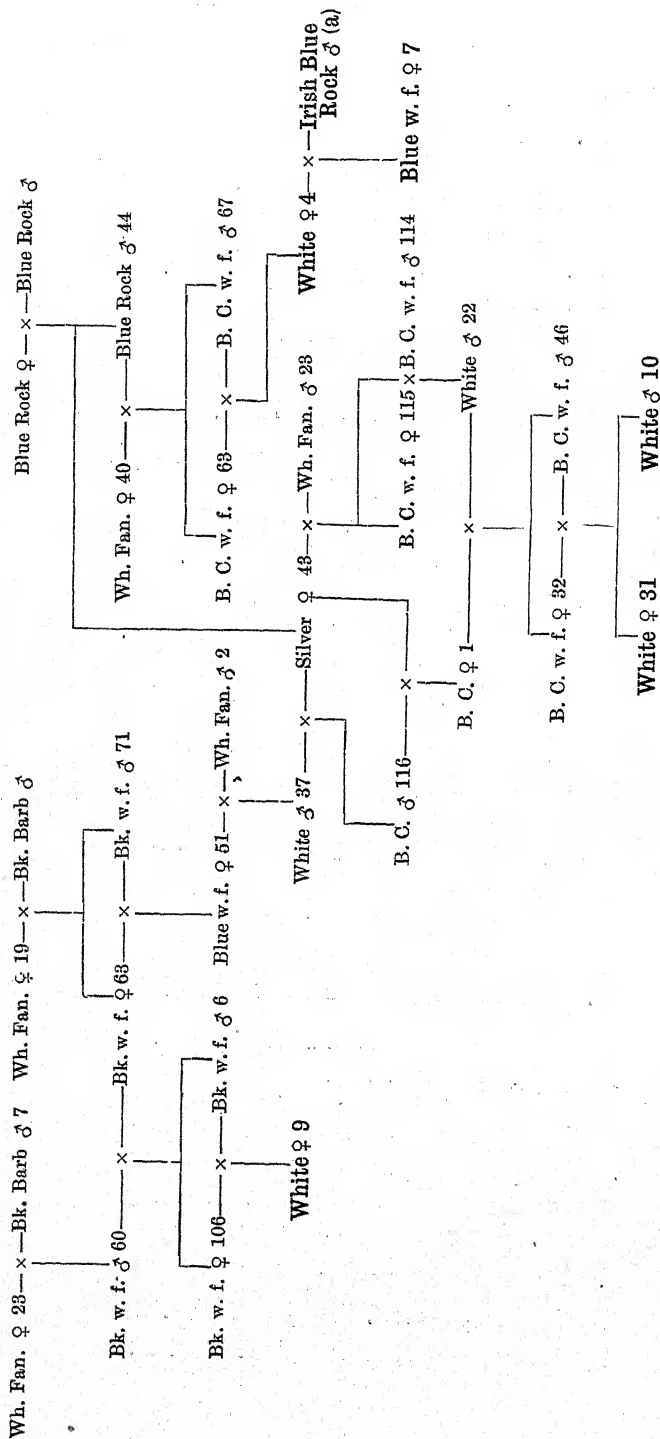 Blue Rock ♀ — × — Blue Rock ♂
Wh. Fan. ♀ 23 — × — Bk. Barb ♂ 7 Wh. Fan. ♀ 19 — × — Bk. Barb ♂
Wh. Fan. ♀ 40 — × — Blue Rock ♂ 44
Bk. w. f. ♂ 60 — × — Bk. w. f. ♀ 63 — × — Bk. w. f. ♂ 71
B. C. w. f. ♀ 63 — × — B. C. w. f. ♂ 67
Bk. w. f. ♀ 106 — × — Bk. w. f. ♂ 6 Blue w. f. ♀ 51 — × — Wh. Fan. ♂ 2
White ♀ 9 White ♂ 37 — × — Silver ♀ 43 — × — Wh. Fan. ♂ 23 White ♀ 4 — × — Irish Blue
Rock ♂ (a)
B. C. ♂ 116 × B. C. w. f. ♀ 115 × B. C. w. f. ♂ 114 Blue w. f. ♀ 7
B. C. ♀ 1 — × — White ♂ 22
B. C. w. f. ♀ 32 — × — B. C. w. f. ♂ 46
White ♀ 31 White ♂ 10